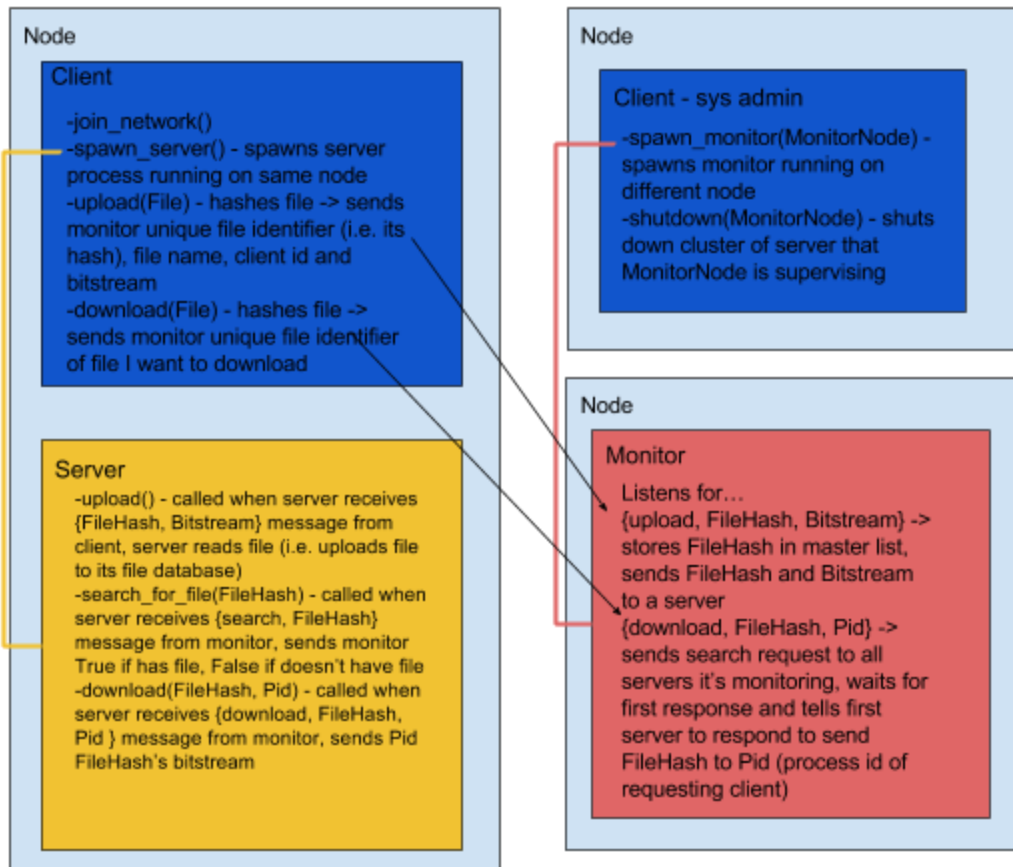 Node
Client
-join_network()
-spawn_server() - spawns server
process running on same node
-upload(File) - hashes file -> sends
monitor unique file identifier (i.e. its
hash), file name, client id and
bitstream
-download(File) - hashes file ->
sends monitor unique file identifier
of file I want to download
Server
-upload() - called when server receives
{FileHash, Bitstream} message from
client, server reads file (i.e. uploads file
to its file database)
-search_for_file(FileHash) - called when
server receives {search, FileHash}
message from monitor, sends monitor
True if has file, False if doesn't have file
-download(FileHash, Pid) - called when
server receives {download, FileHash,
Pid } message from monitor, sends Pid
FileHash's bitstream
Node
Client - sys admin
-spawn_monitor(MonitorNode) -
spawns monitor running on
different node
-shutdown(MonitorNode) - shuts
down cluster of server that
MonitorNode is supervising
Node
Monitor
Listens for…
{upload, FileHash, Bitstream} ->
stores FileHash in master list,
sends FileHash and Bitstream
to a server
{download, FileHash, Pid} ->
sends search request to all
servers it's monitoring, waits for
first response and tells first
server to respond to send
FileHash to Pid (process id of
requesting client)